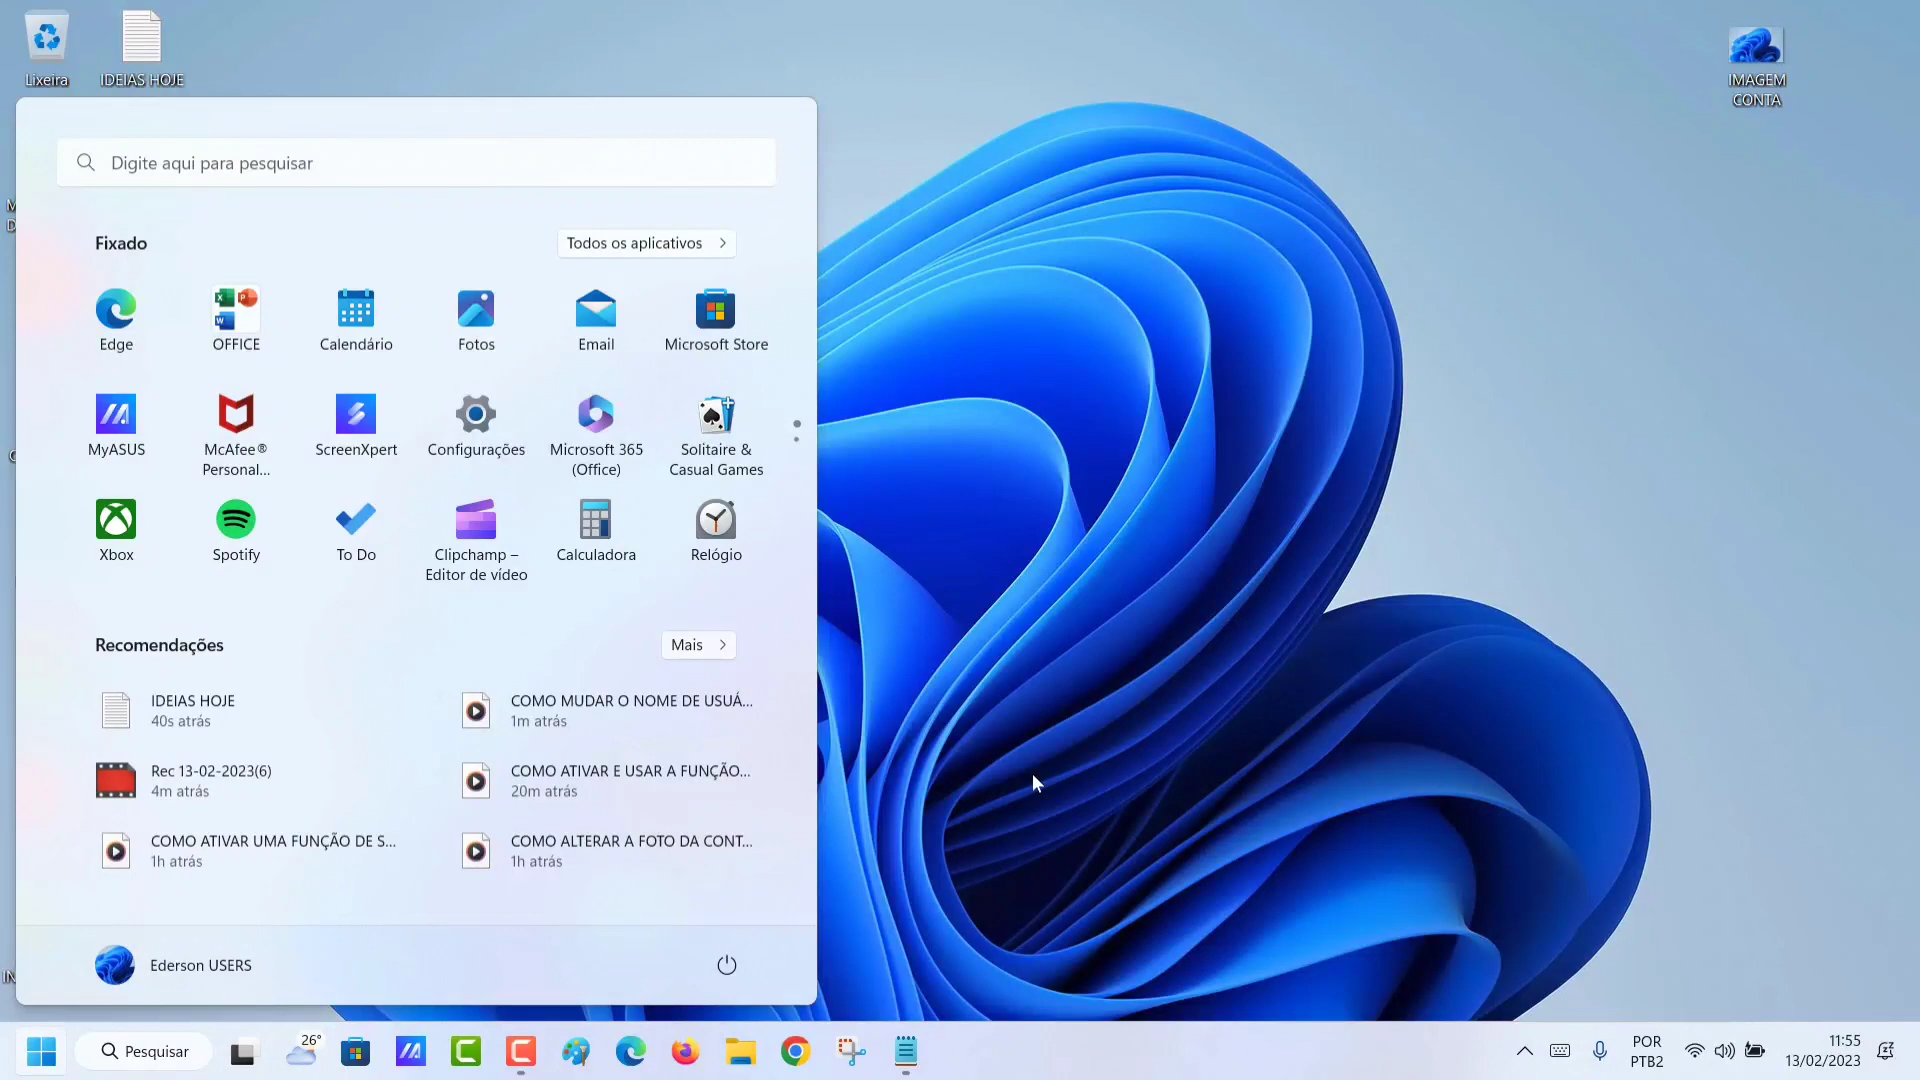 Lixeira
IDEIAS HOJE
IMAGEM
CONTA
Digite aqui para pesquisar
Fixado
Todos os aplicativos
Edge
OFFICE
Calendário
Fotos
Email
Microsoft Store
MyASUS
McAfee®
Personal...
ScreenXpert
Configurações
Microsoft 365
(Office)
Solitaire &
Casual Games
Xbox
Spotify
To Do
Clipchamp –
Editor de vídeo
Calculadora
Relógio
Recomendações
Mais
IDEIAS HOJE
40s atrás
COMO MUDAR O NOME DE USUÁ...
1m atrás
Rec 13-02-2023(6)
4m atrás
COMO ATIVAR E USAR A FUNÇÃO...
20m atrás
COMO ATIVAR UMA FUNÇÃO DE S...
1h atrás
COMO ALTERAR A FOTO DA CONT...
1h atrás
Ederson USERS
Pesquisar
26°
POR
PTB2
11:55
13/02/2023